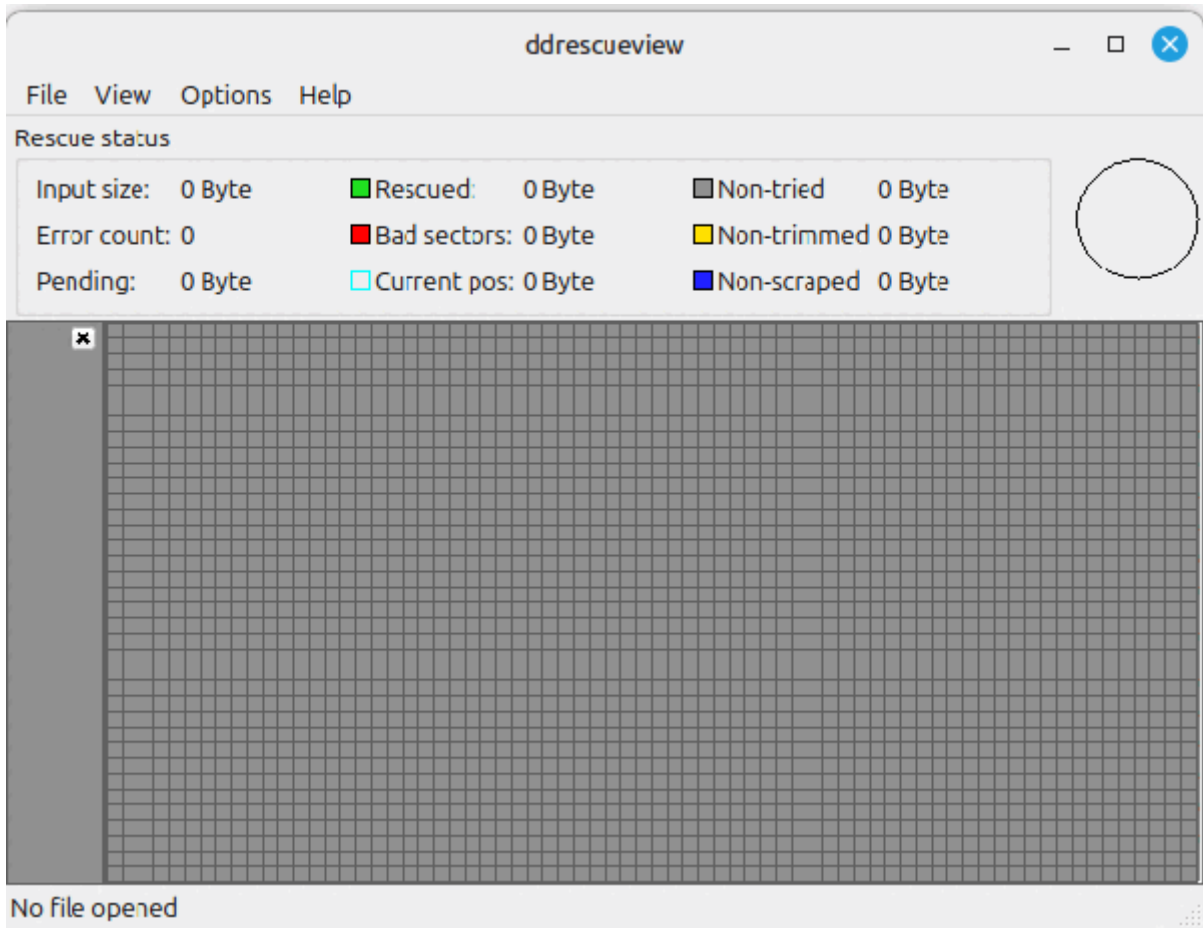 ddrescueview
File View Options Help
Rescue status
Input size: 0 Byte Rescued: 0 Byte Non-tried 0 Byte
Error count: 0 Bad sectors: 0 Byte Non-trimmed 0 Byte
Pending: 0 Byte Current pos: 0 Byte Non-scraped 0 Byte
No file opened